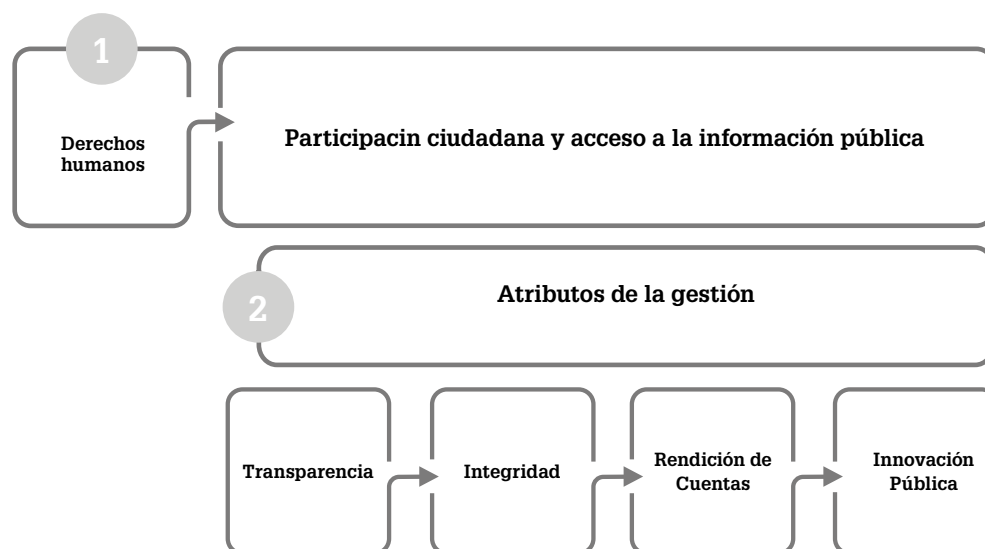 1
Derechos
humanos
Participacin ciudadana y acceso a la información pública
2
Atributos de la gestión
Transparencia
Integridad
Rendición de
Cuentas
Innovación
Pública